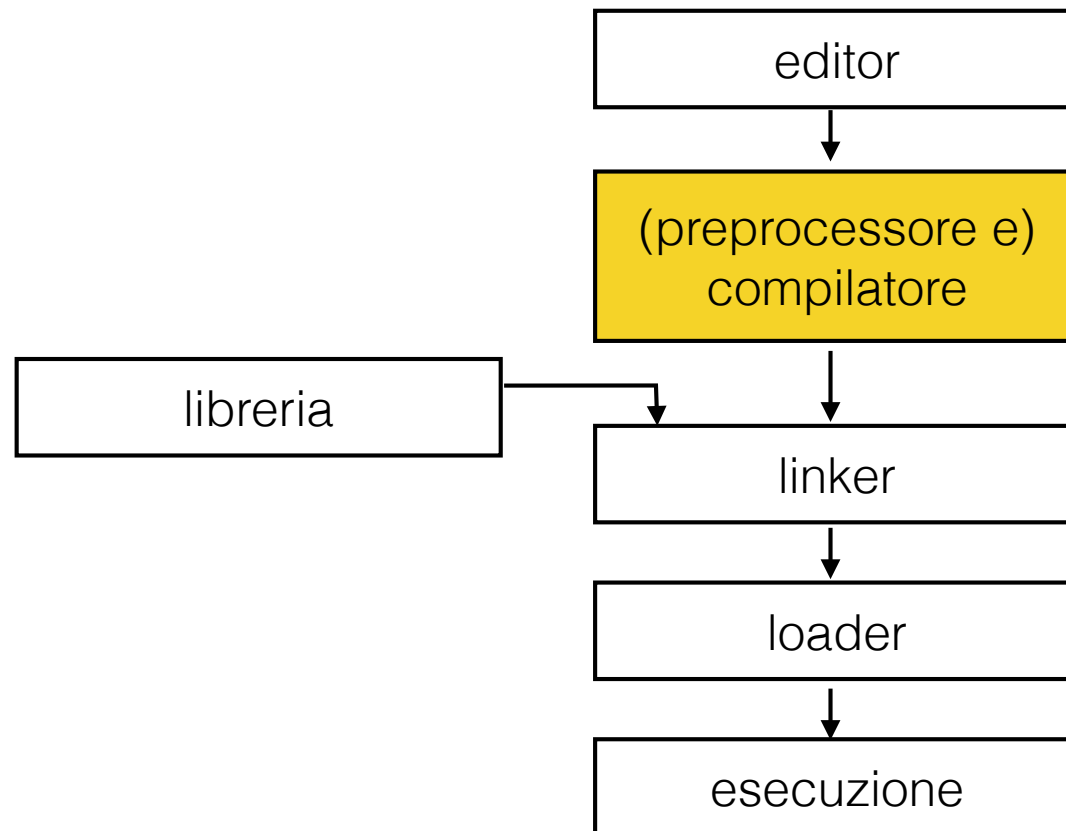 editor
(preprocessore e)
compilatore
libreria
linker
loader
esecuzione